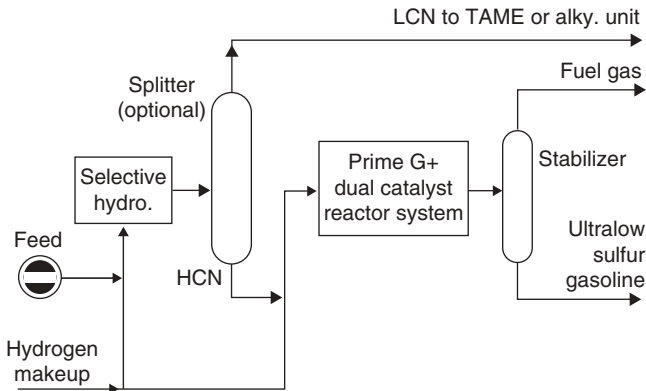 LCN to TAME or alky. unit
Splitter
(optional)
Fuel gas
Selective
hydro.
Prime G+
dual catalyst
reactor system
Stabilizer
Feed
HCN
Ultralow
sulfur
gasoline
Hydrogen
makeup